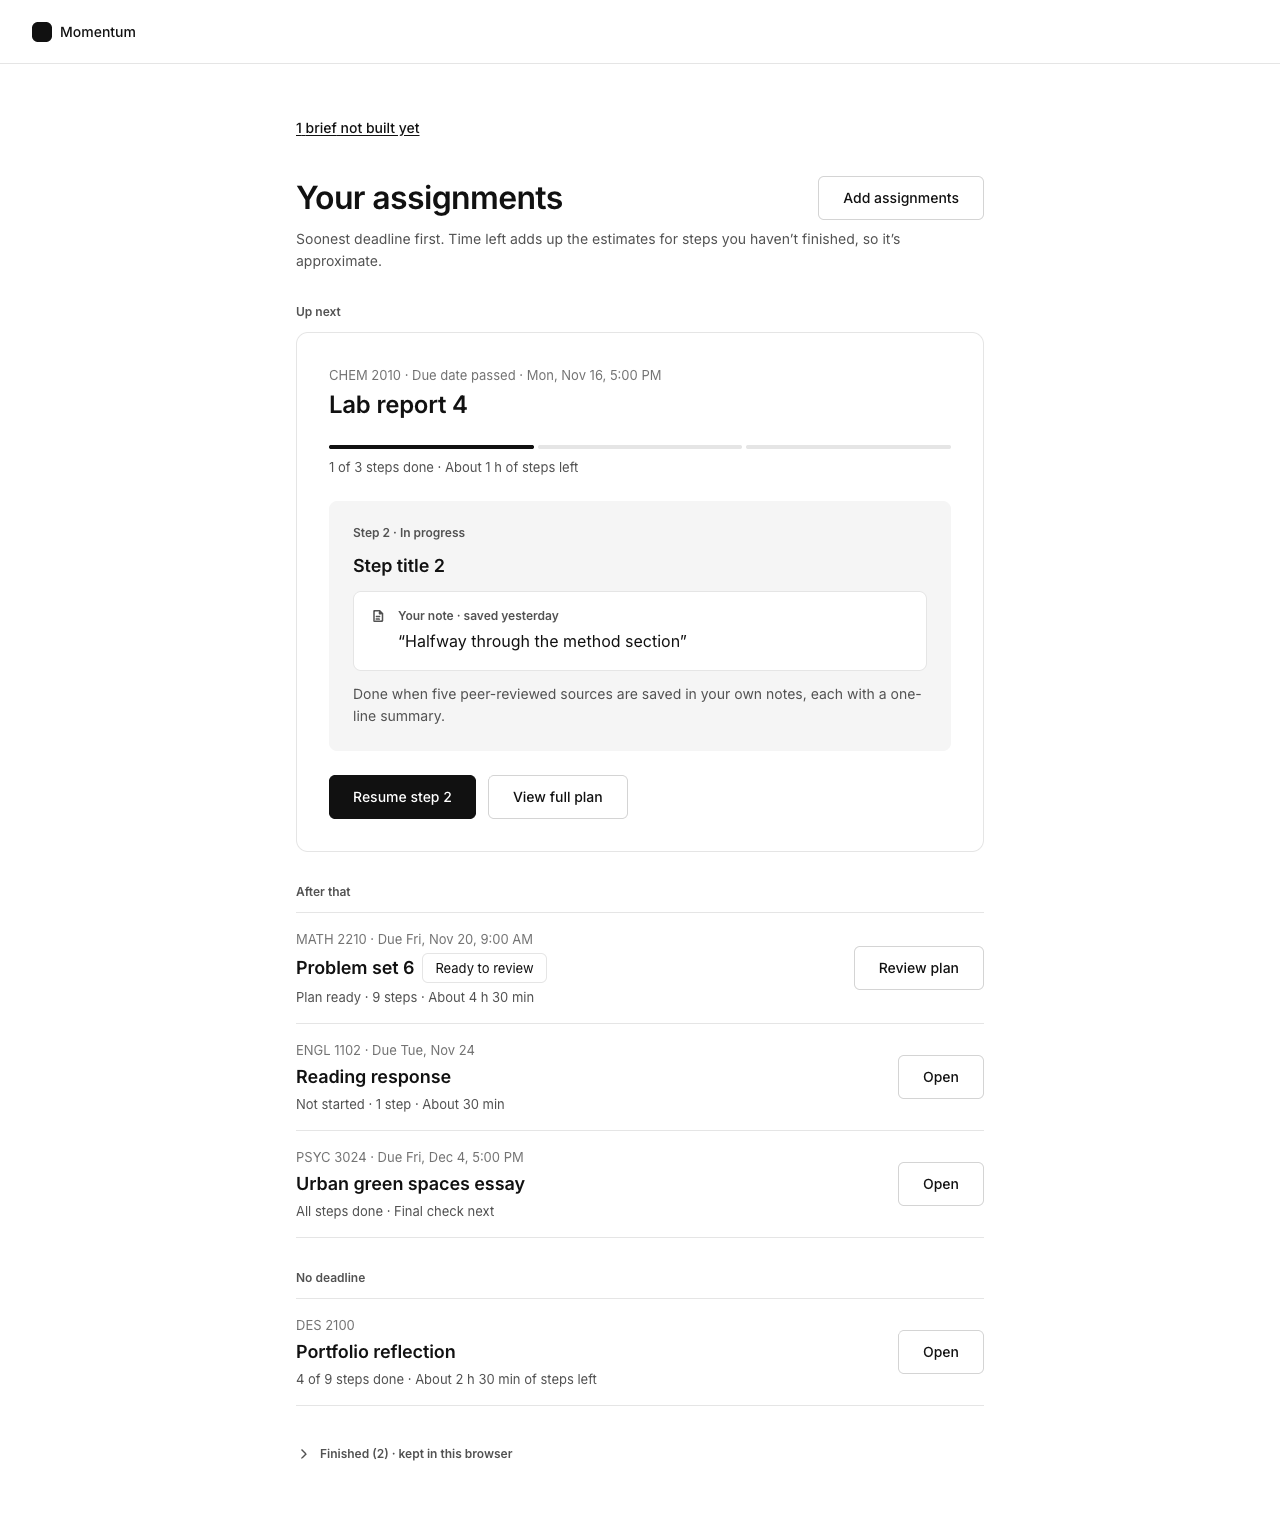 Momentum
1 brief not built yet
Your assignments
Add assignments
Soonest deadline first. Time left adds up the estimates for steps you haven’t finished, so it’s
approximate.
Up next
CHEM 2010 · Due date passed · Mon, Nov 16, 5:00 PM
Lab report 4
1 of 3 steps done · About 1 h of steps left
Step 2 · In progress
Step title 2
Your note · saved yesterday
“Halfway through the method section”
Done when five peer-reviewed sources are saved in your own notes, each with a one-
line summary.
Resume step 2
View full plan
After that
MATH 2210 · Due Fri, Nov 20, 9:00 AM
Problem set 6
Ready to review
Plan ready · 9 steps · About 4 h 30 min
Review plan
ENGL 1102 · Due Tue, Nov 24
Reading response
Not started · 1 step · About 30 min
Open
PSYC 3024 · Due Fri, Dec 4, 5:00 PM
Urban green spaces essay
All steps done · Final check next
Open
No deadline
DES 2100
Portfolio reflection
4 of 9 steps done · About 2 h 30 min of steps left
Open
Finished (2) · kept in this browser